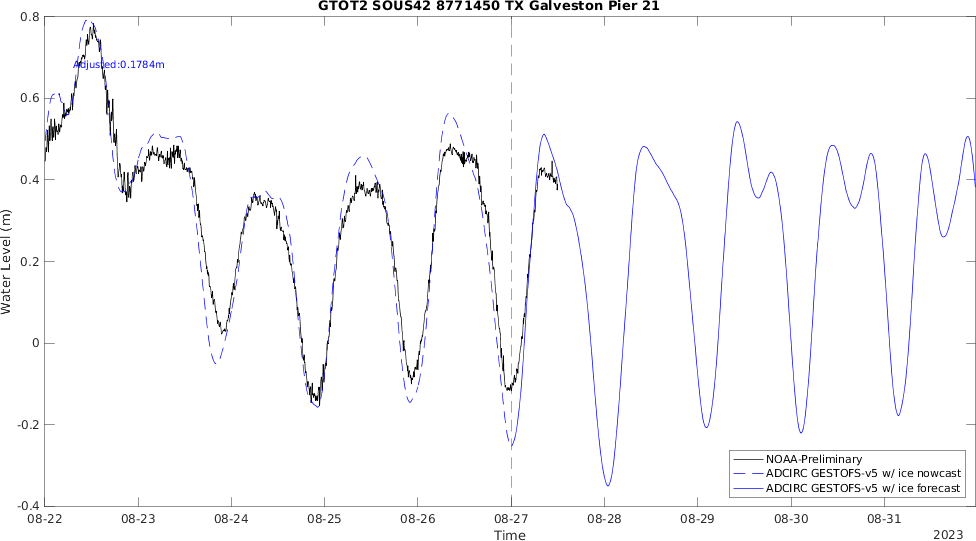 GTOT2 SOUS42 8771450 TX Galveston Pier 21
Adjusted:0.1784m
0.8
0.6
0.4
0.2
0
-0.2
-0.4
Water Level (m)
08-22
08-23
08-24
08-25
08-26
08-27
08-28
08-29
08-30
08-31
Time
2023
NOAA-Preliminary
ADCIRC GESTOFS-v5 w/ ice nowcast
ADCIRC GESTOFS-v5 w/ ice forecast